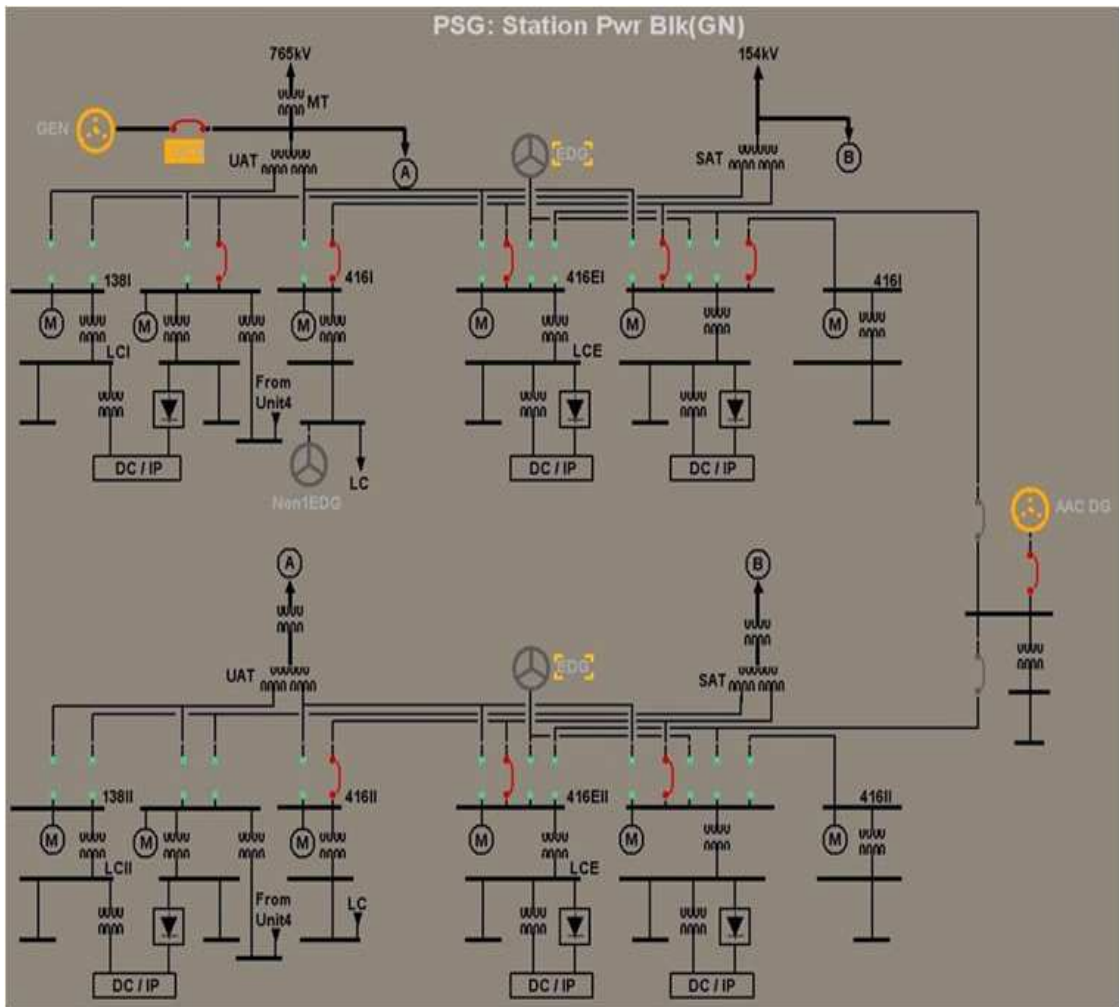 PSG: Station Pwr Blk(GN)
765kV
154kV
MT
GEN
UAT
EDG
SAT
A
B
138I
416I
416EI
416I
M
M
M
M
M
M
LCI
LCE
From
Unit4
DC / IP
DC / IP
DC / IP
LC
Non1EDG
AAC DG
A
B
UAT
EDG
SAT
138II
416II
416EII
416II
M
M
M
M
M
M
LCII
LCE
From
Unit4
LC
DC / IP
DC / IP
DC / IP